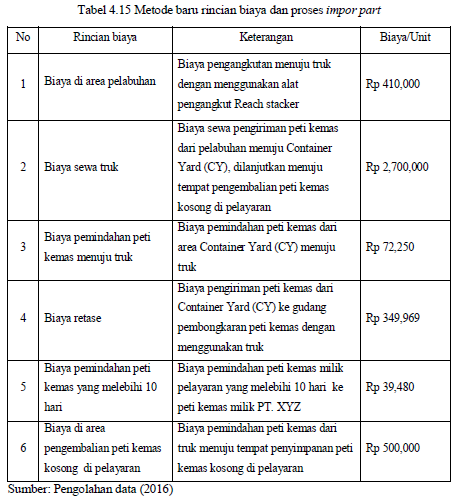 Tabel 4.15 Metode baru rincian biaya dan proses impor part
No Rincian biaya Keterangan Biaya/Unit
1 Biaya di area pelabuhan
Biaya pengangkutan menuju truk
dengan menggunakan alat
pengangkut Reach stacker
Rp 410,000
2 Biaya sewa truk
Biaya sewa pengiriman peti kemas
dari pelabuhan menuju Container
Yard (CY), dilanjutkan menuju
tempat pengembalian peti kemas
kosong di pelayaran
Rp 2,700,000
3
Biaya pemindahan peti
kemas menuju truk
Biaya pemindahan peti kemas dari
area Container Yard (CY) menuju
truk
Rp 72,250
4 Biaya retase
Biaya pengiriman peti kemas dari
Container Yard (CY) ke gudang
pembongkaran peti kemas dengan
menggunakan truk
Rp 349,969
5
Biaya pemindahan peti
kemas yang melebihi 10
hari
Biaya pemindahan peti kemas milik
pelayaran yang melebihi 10 hari ke
peti kemas milik PT. XYZ
Rp 39,480
6
Biaya di area
pengembalian peti kemas
kosong di pelayaran
Biaya pemindahan peti kemas dari
truk menuju tempat penyimpanan peti
kemas kosong di pelayaran
Rp 500,000
Sumber: Pengolahan data (2016)